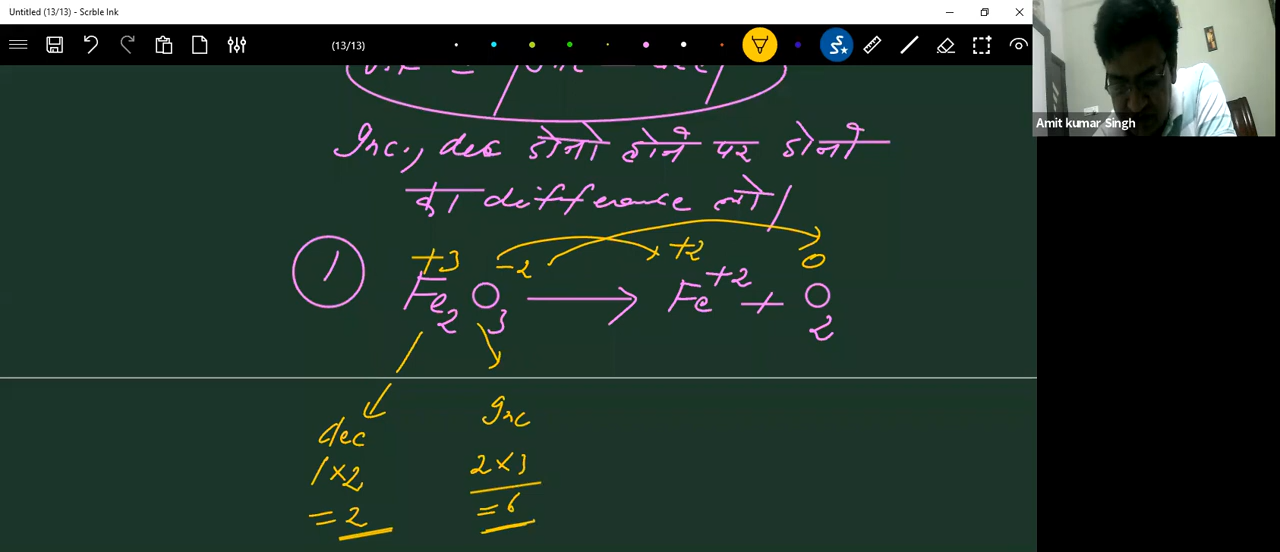 Untitled (13/13) - Scrble Ink
(13/13)
Amit kumar Singh
Inc., dec दोनो होने पर दोनों
का difference लो।
1
+3 -2 +2 0
Fe2O3 → Fe+2 + O2
dec Inc
1×2 2×3
= 2 = 6